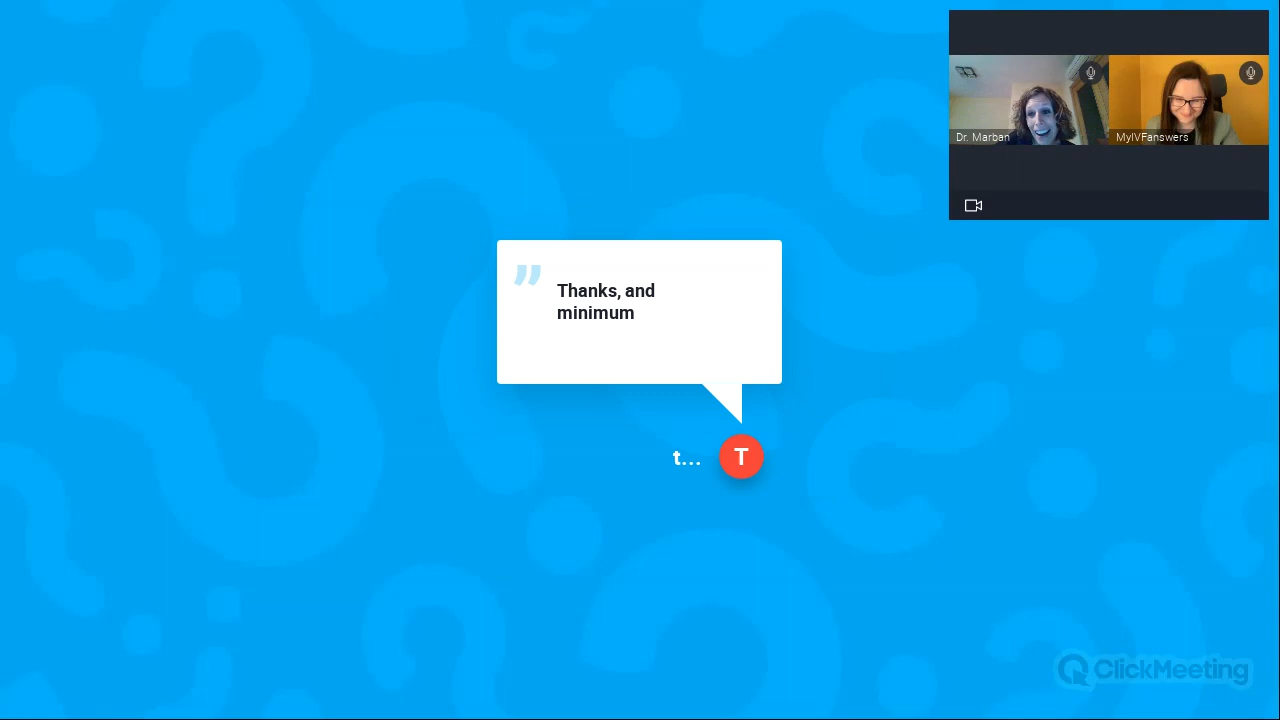 Dr. Marban
MyIVFanswers
”
Thanks, and
minimum
t...
T
ClickMeeting